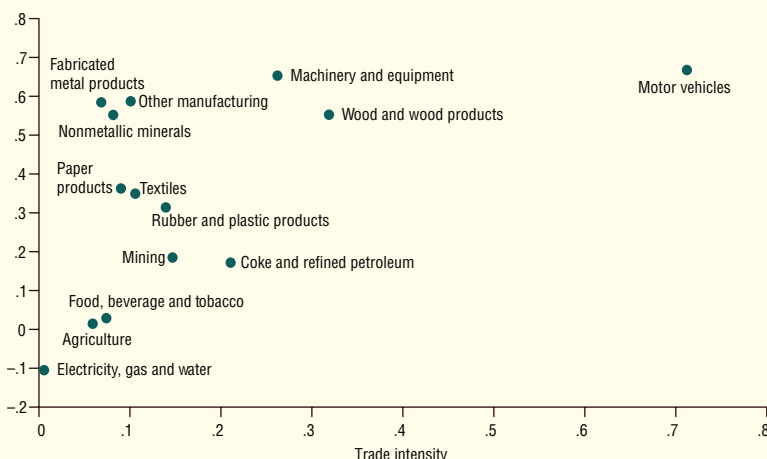 .8
.7
.6
.5
.4
.3
.2
.1
0
–.1
–.2
Fabricated
metal products
Other manufacturing
Nonmetallic minerals
Machinery and equipment
Wood and wood products
Motor vehicles
Paper
products
Textiles
Rubber and plastic products
Mining
Coke and refined petroleum
Food, beverage and tobacco
Agriculture
Electricity, gas and water
0 .1 .2 .3 .4 .5 .6 .7 .8
Trade intensity